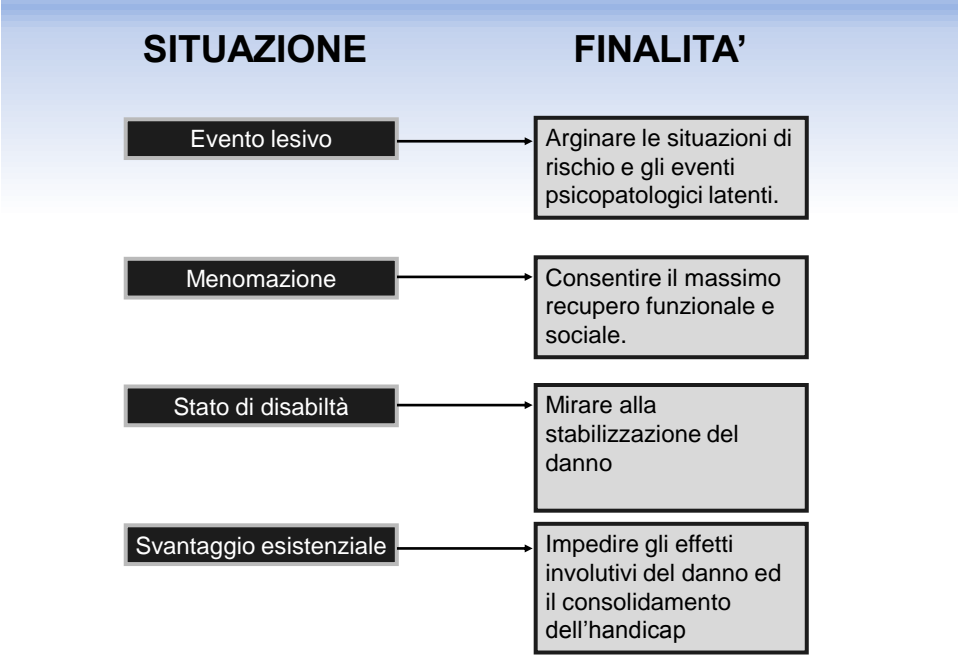 SITUAZIONE
FINALITA’
Evento lesivo
Arginare le situazioni di
rischio e gli eventi
psicopatologici latenti.
Menomazione
Consentire il massimo
recupero funzionale e
sociale.
Stato di disabiltà
Mirare alla
stabilizzazione del
danno
Svantaggio esistenziale
Impedire gli effetti
involutivi del danno ed
il consolidamento
dell’handicap